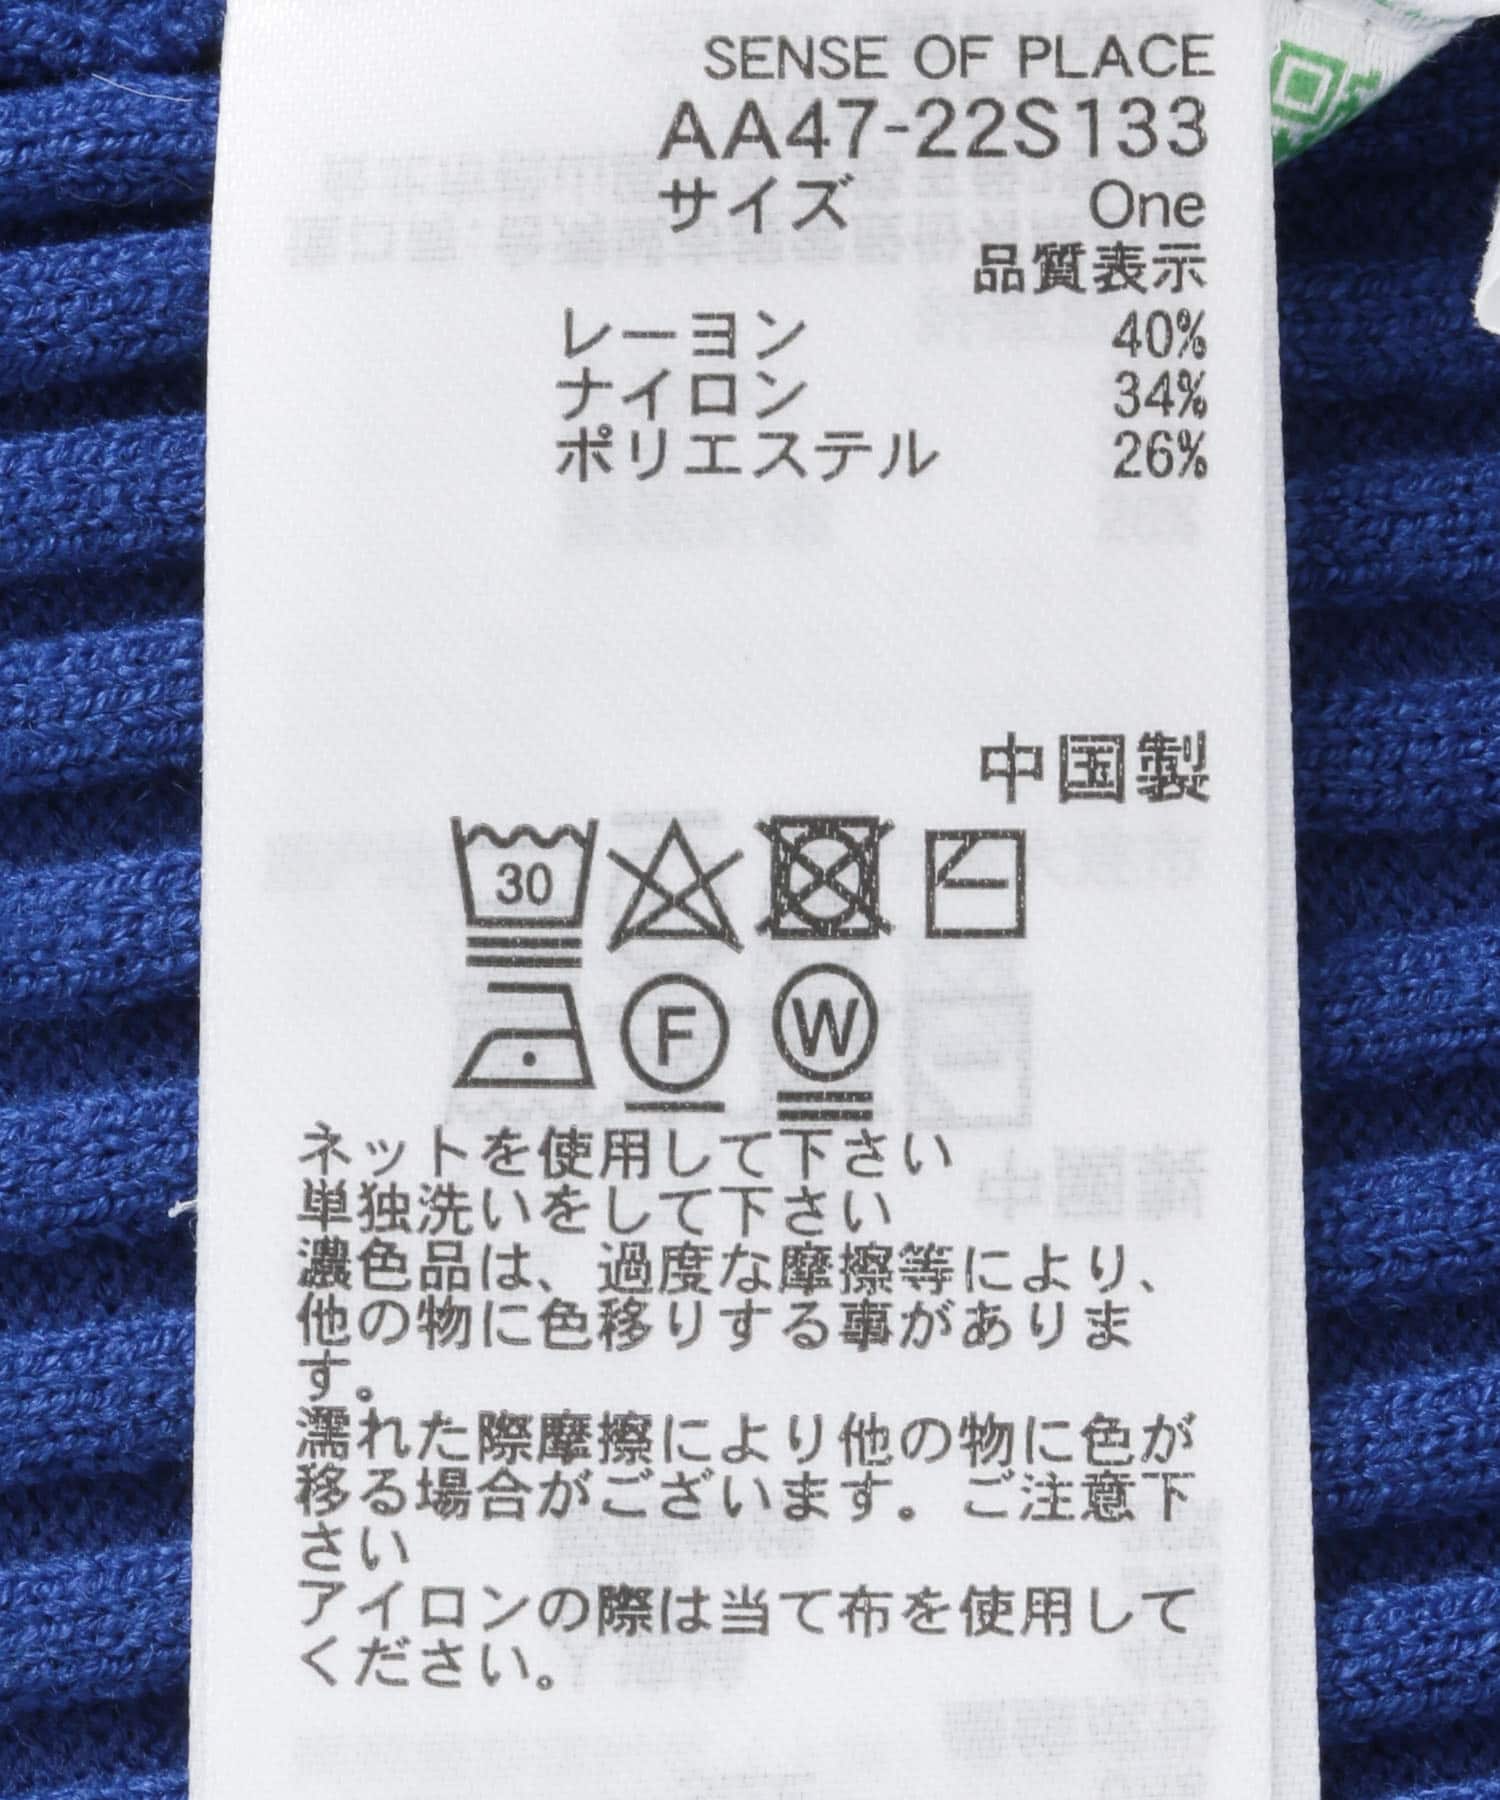 SENSE OF PLACE
AA47-22S133
サイズ One
品質表示
レーヨン 40%
ナイロン 34%
ポリエステル 26%
中国製
30
F W
ネットを使用して下さい
単独洗いをして下さい
濃色品は、過度な摩擦等により、
他の物に色移りする事がありま
す。
濡れた際摩擦により他の物に色が
移る場合がございます。ご注意下
さい
アイロンの際は当て布を使用して
ください。